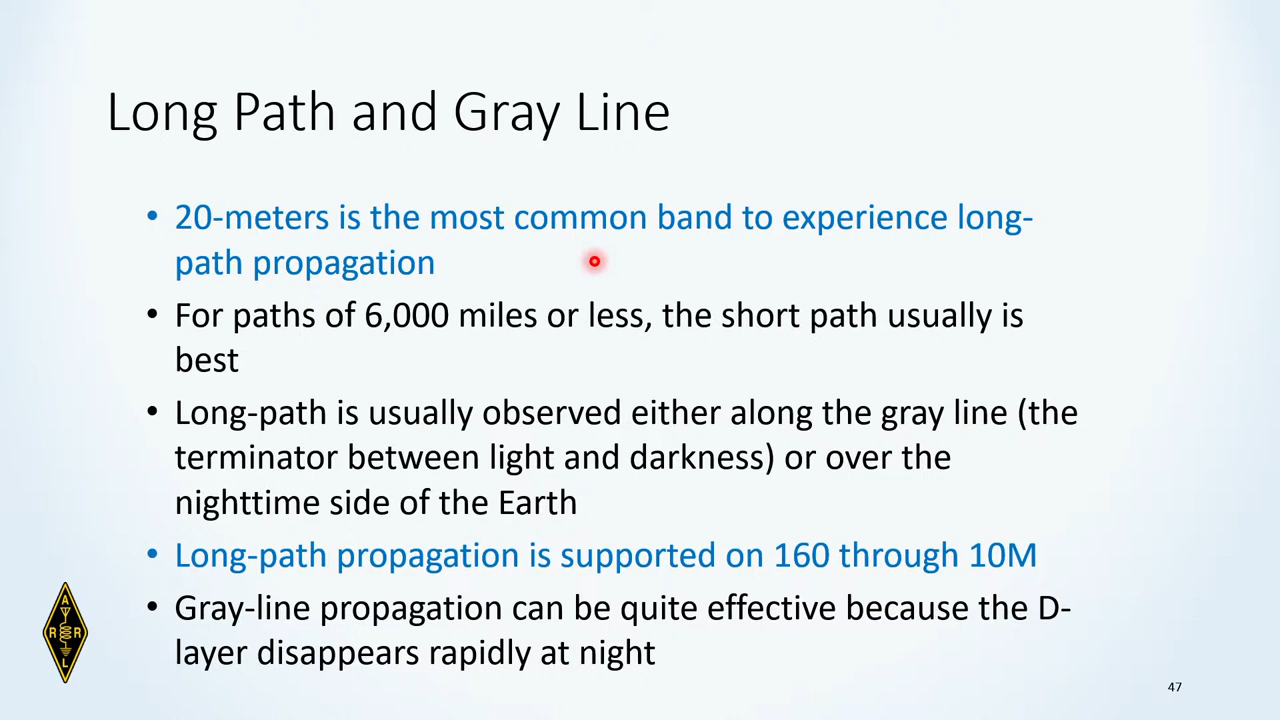 Long Path and Gray Line
• 20-meters is the most common band to experience long-
path propagation
• For paths of 6,000 miles or less, the short path usually is
best
• Long-path is usually observed either along the gray line (the
terminator between light and darkness) or over the
nighttime side of the Earth
• Long-path propagation is supported on 160 through 10M
• Gray-line propagation can be quite effective because the D-
layer disappears rapidly at night
A
R R
L
47